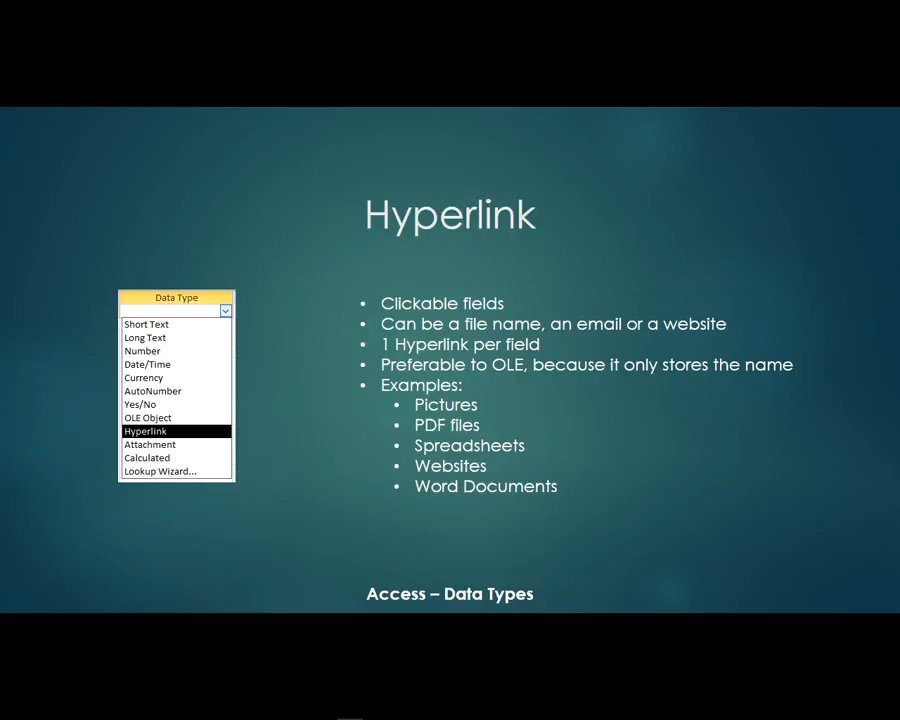 Hyperlink
Data Type
Short Text
Long Text
Number
Date/Time
Currency
AutoNumber
Yes/No
OLE Object
Hyperlink
Attachment
Calculated
Lookup Wizard...
• Clickable fields
• Can be a file name, an email or a website
• 1 Hyperlink per field
• Preferable to OLE, because it only stores the name
• Examples:
• Pictures
• PDF files
• Spreadsheets
• Websites
• Word Documents
Access – Data Types